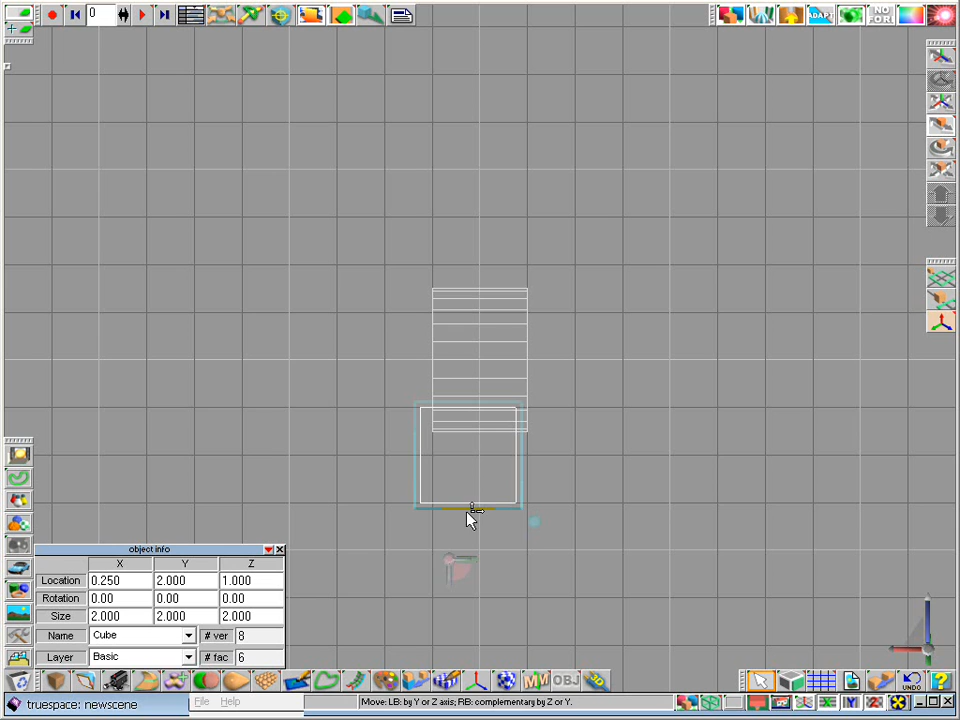 0
ADAPT
NO
object info
X Y Z
Location 0.250 2.000 1.000
Rotation 0.00 0.00 0.00
Size 2.000 2.000 2.000
Name Cube # ver 8
Layer Basic # fac 6
OBJ
UNDO
?
truespace: newscene
File Help
Move: LB: by Y or Z axis; RB: complementary by Z or Y.